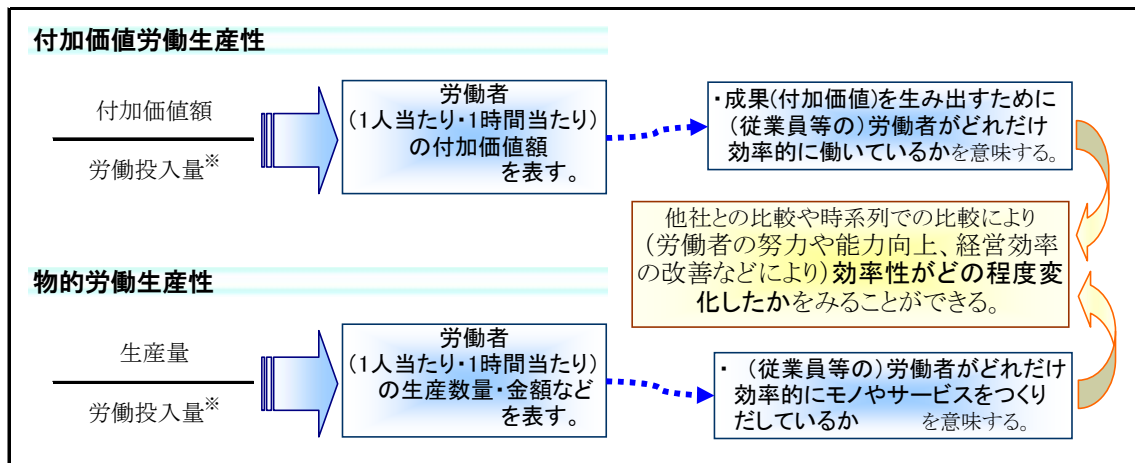 付加価値労働生産性
付加価値額
労働投入量※
労働者
(1人当たり・1時間当たり)
の付加価値額
を表す。
・成果(付加価値)を生み出すために
(従業員等の)労働者がどれだけ
効率的に働いているかを意味する。
他社との比較や時系列での比較により
(労働者の努力や能力向上、経営効率
の改善などにより)効率性がどの程度変
化したかをみることができる。
物的労働生産性
生産量
労働投入量※
労働者
(1人当たり・1時間当たり)
の生産数量・金額など
を表す。
・ (従業員等の)労働者がどれだけ
効率的にモノやサービスをつくり
だしているか を意味する。